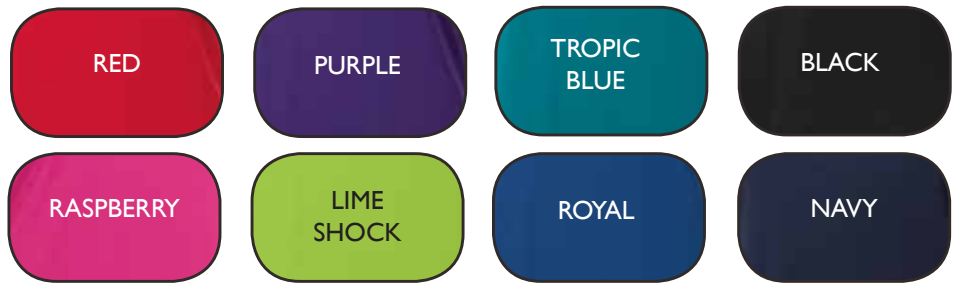 RED
PURPLE
TROPIC
BLUE
BLACK
RASPBERRY
LIME
SHOCK
ROYAL
NAVY